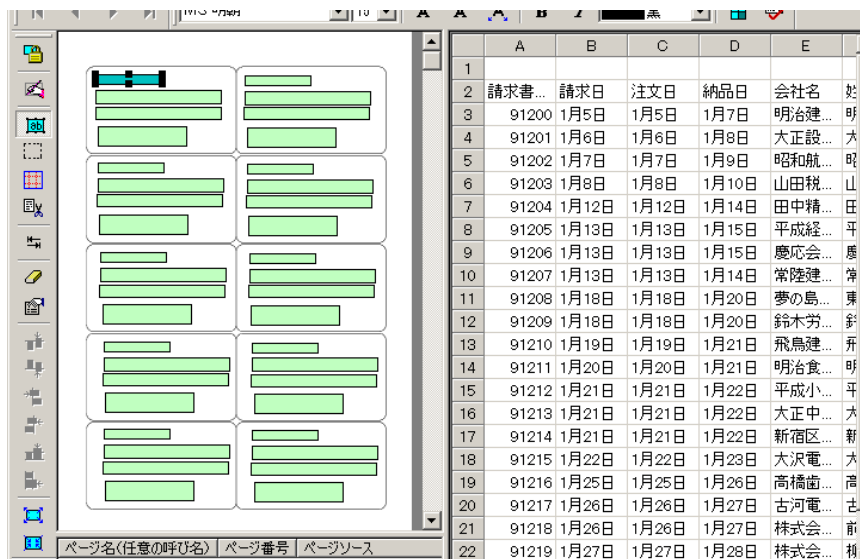 A B I 黒
A B C D E
1
2 請求書... 請求日 注文日 納品日 会社名
3 91200 1月5日 1月5日 1月7日 明治建...
4 91201 1月6日 1月6日 1月8日 大正設...
5 91202 1月7日 1月7日 1月9日 昭和航...
6 91203 1月8日 1月8日 1月10日 山田税...
7 91204 1月12日 1月12日 1月14日 田中精...
8 91205 1月13日 1月13日 1月15日 平成経...
9 91206 1月13日 1月13日 1月15日 慶応会...
10 91207 1月13日 1月13日 1月14日 常陸建...
11 91208 1月18日 1月18日 1月20日 夢の島...
12 91209 1月18日 1月18日 1月20日 鈴木労...
13 91210 1月19日 1月19日 1月21日 飛鳥建...
14 91211 1月20日 1月20日 1月21日 明治食...
15 91212 1月21日 1月21日 1月22日 平成小...
16 91213 1月21日 1月21日 1月22日 大正中...
17 91214 1月21日 1月21日 1月22日 新宿区...
18 91215 1月22日 1月22日 1月23日 大沢電...
19 91216 1月25日 1月25日 1月26日 高橋歯...
20 91217 1月26日 1月26日 1月27日 古河電...
21 91218 1月26日 1月26日 1月27日 株式会...
22 91219 1月27日 1月27日 1月28日 株式会...
ページ名(任意の呼び名) ページ番号 ページソース